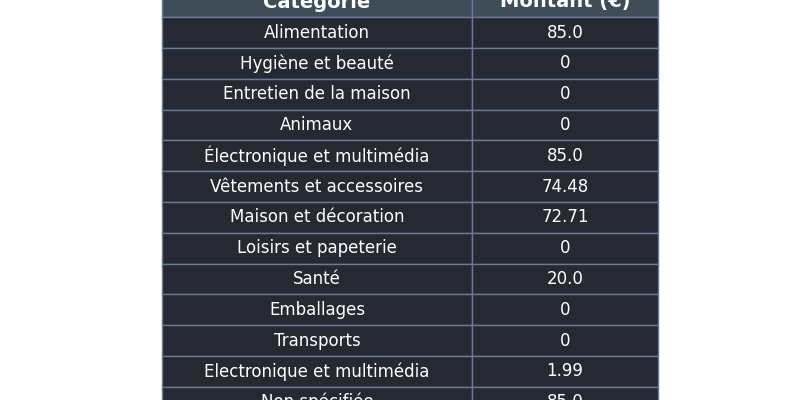 Catégorie Montant (€)
Alimentation 85.0
Hygiène et beauté 0
Entretien de la maison 0
Animaux 0
Électronique et multimédia 85.0
Vêtements et accessoires 74.48
Maison et décoration 72.71
Loisirs et papeterie 0
Santé 20.0
Emballages 0
Transports 0
Electronique et multimédia 1.99
Non spécifiée 85.0